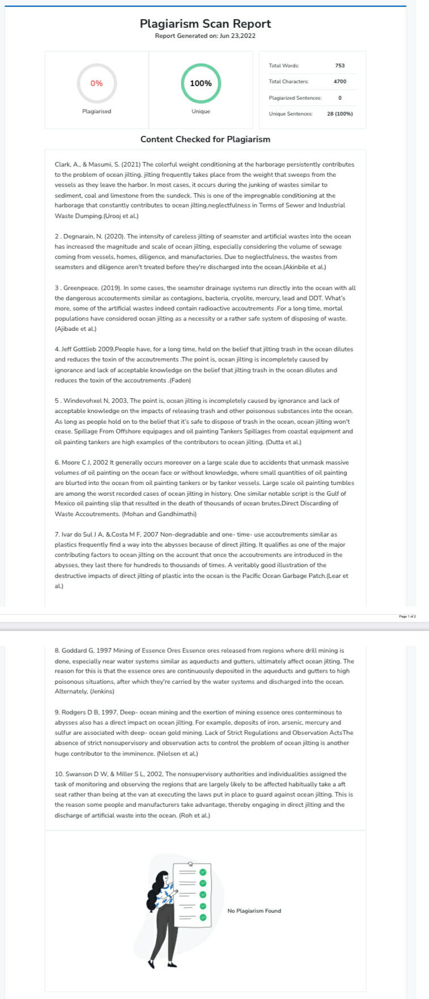 Plagiarism Scan Report
Report Generated on: Jun 23,2022
0%
Plagiarised
100%
Unique
Total Words: 753
Total Characters: 4700
Plagiarized Sentences: 0
Unique Sentences: 28 (100%)
Content Checked for Plagiarism
Clark, A., & Masumi, S. (2021) The colorful weight conditioning at the harborage persistently contributes
to the problem of ocean jilting. jilting frequently takes place from the weight that sweeps from the
vessels as they leave the harbor. In most cases, it occurs during the junking of wastes similar to
sediment, coal and limestone from the sundeck. This is one of the impregnable conditioning at the
harborage that constantly contributes to ocean jilting.neglectfulness in Terms of Sewer and Industrial
Waste Dumping.(Urooj et al.)
2 . Degnarain, N. (2020). The intensity of careless jilting of seamster and artificial wastes into the ocean
has increased the magnitude and scale of ocean jilting, especially considering the volume of sewage
coming from vessels, homes, diligence, and manufactories. Due to neglectfulness, the wastes from
seamsters and diligence aren't treated before they're discharged into the ocean.(Akinbile et al.)
3 . Greenpeace. (2019). In some cases, the seamster drainage systems run directly into the ocean with all
the dangerous accouterments similar as contagions, bacteria, cryolite, mercury, lead and DDT. What's
more, some of the artificial wastes indeed contain radioactive accoutrements .For a long time, mortal
populations have considered ocean jilting as a necessity or a rather safe system of disposing of waste.
(Ajibade et al.)
4. Jeff Gottlieb 2009,People have, for a long time, held on the belief that jilting trash in the ocean dilutes
and reduces the toxin of the accoutrements .The point is, ocean jilting is incompletely caused by
ignorance and lack of acceptable knowledge on the belief that jilting trash in the ocean dilutes and
reduces the toxin of the accoutrements .(Faden)
5 . Windevohxel N, 2003, The point is, ocean jilting is incompletely caused by ignorance and lack of
acceptable knowledge on the impacts of releasing trash and other poisonous substances into the ocean.
As long as people hold on to the belief that it's safe to dispose of trash in the ocean, ocean jilting won't
cease. Spillage From Offshore equipages and oil painting Tankers Spillages from coastal equipment and
oil painting tankers are high examples of the contributors to ocean jilting. (Dutta et al.)
6. Moore C J, 2002 It generally occurs moreover on a large scale due to accidents that unmask massive
volumes of oil painting on the ocean face or without knowledge, where small quantities of oil painting
are blurted into the ocean from oil painting tankers or by tanker vessels. Large scale oil painting tumbles
are among the worst recorded cases of ocean jilting in history. One similar notable script is the Gulf of
Mexico oil painting slip that resulted in the death of thousands of ocean brutes.Direct Discarding of
Waste Accoutrements. (Mohan and Gandhimathi)
7. Ivar do Sul J A, &.Costa M F, 2007 Non-degradable and one- time- use accoutrements similar as
plastics frequently find a way into the abysses because of direct jilting. It qualifies as one of the major
contributing factors to ocean jilting on the account that once the accoutrements are introduced in the
abysses, they last there for hundreds to thousands of times. A veritably good illustration of the
destructive impacts of direct jilting of plastic into the ocean is the Pacific Ocean Garbage Patch.(Lear et
al.)
Page 1 of 2
8. Goddard G, 1997 Mining of Essence Ores Essence ores released from regions where drill mining is
done, especially near water systems similar as aqueducts and gutters, ultimately affect ocean jilting. The
reason for this is that the essence ores are continuously deposited in the aqueducts and gutters to high
poisonous situations, after which they're carried by the water systems and discharged into the ocean.
Alternately, (Jenkins)
9. Rodgers D B, 1997, Deep- ocean mining and the exertion of mining essence ores conterminous to
abysses also has a direct impact on ocean jilting. For example, deposits of iron, arsenic, mercury and
sulfur are associated with deep- ocean gold mining. Lack of Strict Regulations and Observation ActsThe
absence of strict nonsupervisory and observation acts to control the problem of ocean jilting is another
huge contributor to the imminence. (Nielsen et al.)
10. Swanson D W, & Miller S L, 2002, The nonsupervisory authorities and individualities assigned the
task of monitoring and observing the regions that are largely likely to be affected habitually take a aft
seat rather than being at the van at executing the laws put in place to guard against ocean jilting. This is
the reason some people and manufacturers take advantage, thereby engaging in direct jilting and the
discharge of artificial waste into the ocean. (Roh et al.)
No Plagiarism Found